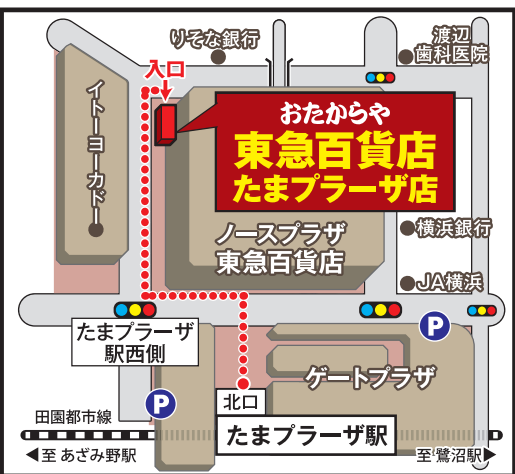 りそな銀行
渡辺
歯科医院
入口
イトーヨーカドー
おたからや
東急百貨店
たまプラーザ店
ノースプラザ
東急百貨店
横浜銀行
JA横浜
たまプラーザ
駅西側
P
P
ゲートプラザ
北口
たまプラーザ駅
田園都市線
◀至 あざみ野駅
至 鷺沼駅▶